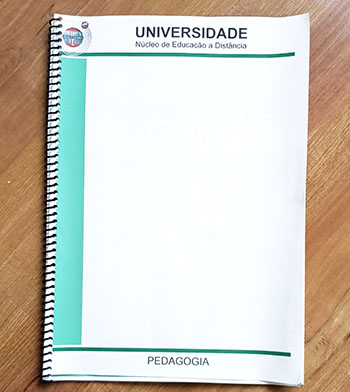 UNIVERSIDADE
Núcleo de Educação a Distância
PEDAGOGIA